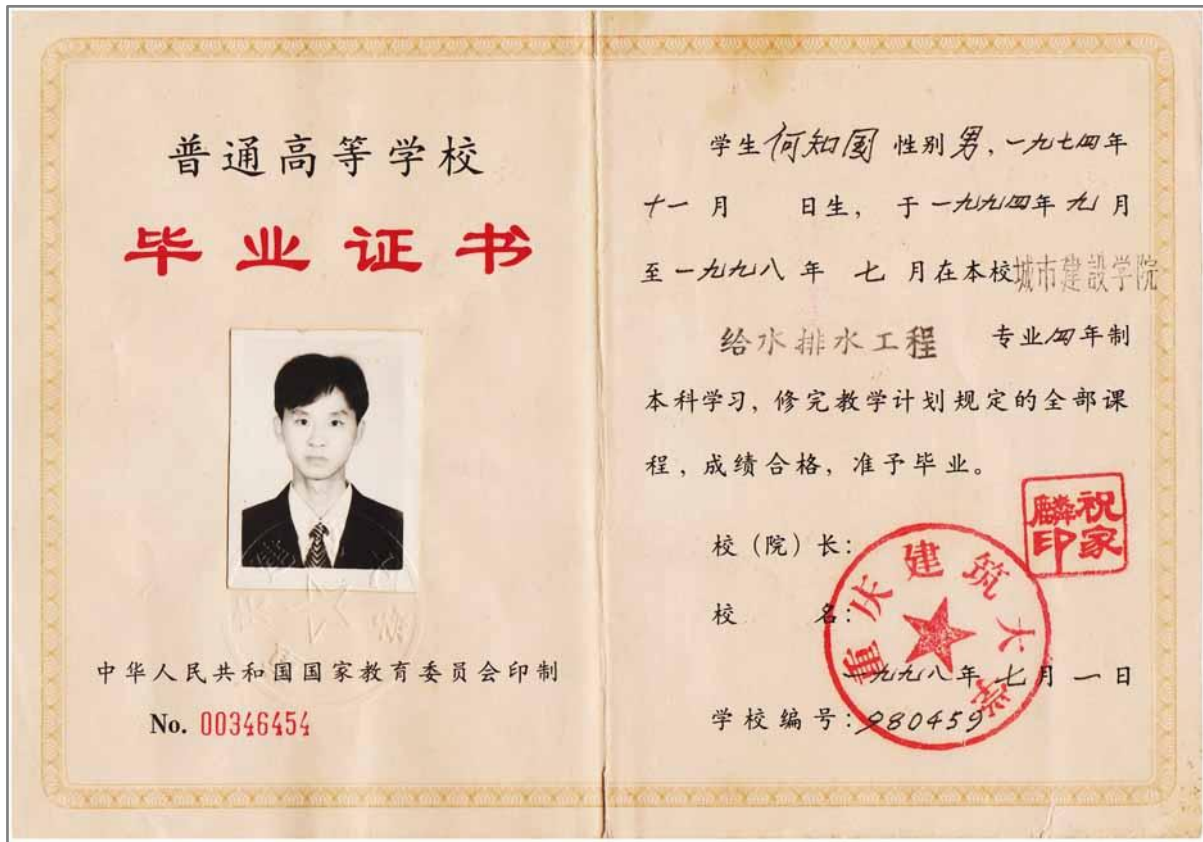 普通高等学校
毕业证书
中华人民共和国国家教育委员会印制
No. 00346454
学生何知国 性别男,一九七四年
十一月 日生, 于一九九四年九月
至一九九八年 七 月在本校城市建設学院
给水排水工程 专业四年制
本科学习, 修完教学计划规定的全部课
程, 成绩合格, 准予毕业。
祝家麟印
校(院)长:
重庆建筑大学
校 名:
一九九八年七月一日
学校编号:980459